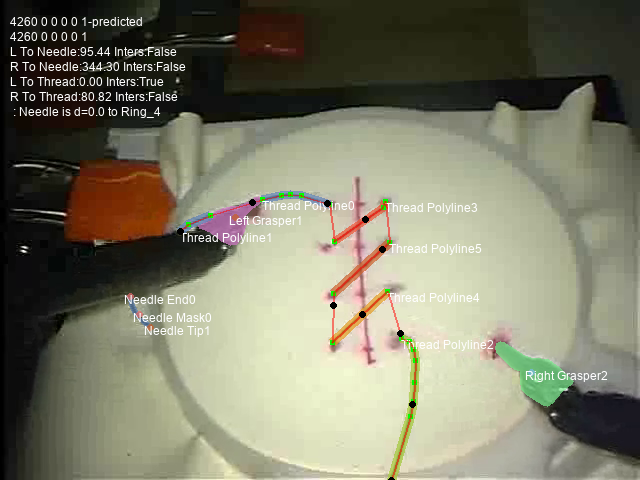 4260 0 0 0 0 1-predicted
4260 0 0 0 0 1
L To Needle:95.44 Inters:False
R To Needle:344.30 Inters:False
L To Thread:0.00 Inters:True
R To Thread:80.82 Inters:False
: Needle is d=0.0 to Ring_4
Thread Polyline0
Thread Polyline3
Left Grasper1
Thread Polyline1
Thread Polyline5
Needle End0
Thread Polyline4
Needle Mask0
Needle Tip1
Thread Polyline2
Right Grasper2